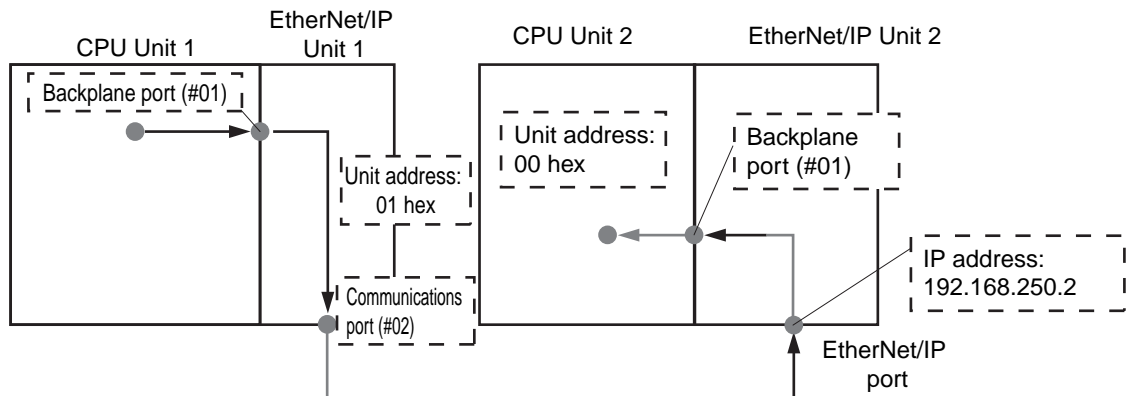 CPU Unit 1
EtherNet/IP
Unit 1
Backplane port (#01)
Unit address:
01 hex
Communications
port (#02)
CPU Unit 2
EtherNet/IP Unit 2
Unit address:
00 hex
Backplane
port (#01)
IP address:
192.168.250.2
EtherNet/IP
port